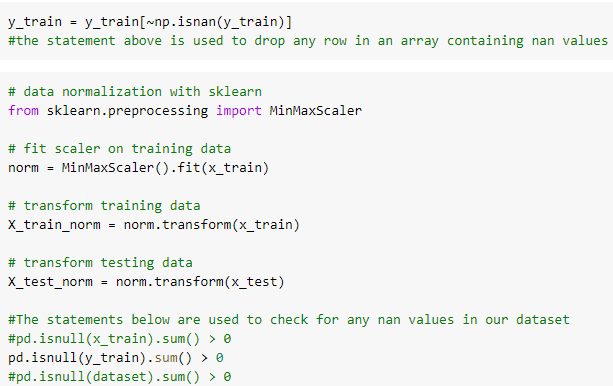 y_train = y_train[~np.isnan(y_train)]
#the statement above is used to drop any row in an array containing nan values
# data normalization with sklearn
from sklearn.preprocessing import MinMaxScaler
# fit scaler on training data
norm = MinMaxScaler().fit(x_train)
# transform training data
X_train_norm = norm.transform(x_train)
# transform testing data
X_test_norm = norm.transform(x_test)
#The statements below are used to check for any nan values in our dataset
#pd.isnull(x_train).sum() > 0
pd.isnull(y_train).sum() > 0
#pd.isnull(dataset).sum() > 0